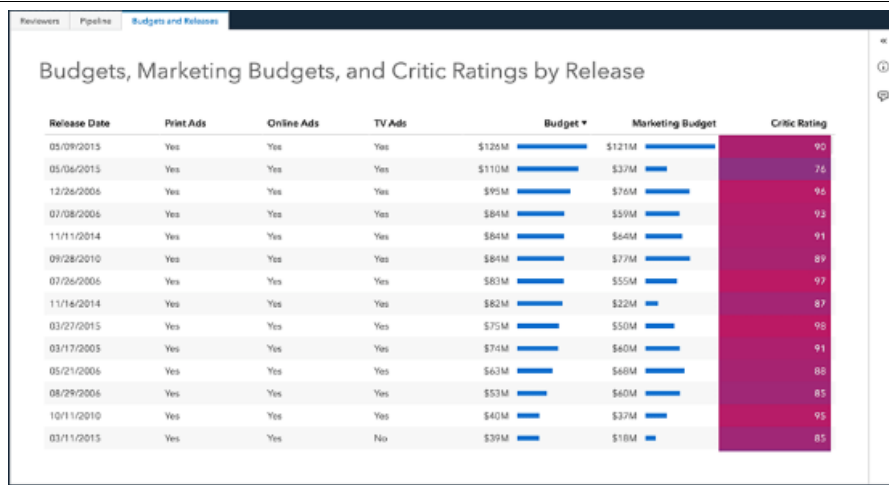 Reviewers Pipeline Budgets and Releases
Budgets, Marketing Budgets, and Critic Ratings by Release
Release Date Print Ads Online Ads TV Ads Budget ▼ Marketing Budget Critic Rating
05/09/2015 Yes Yes Yes $126M $121M 90
05/06/2015 Yes Yes Yes $110M $37M 76
12/26/2006 Yes Yes Yes $95M $76M 96
07/08/2006 Yes Yes Yes $84M $59M 93
11/11/2014 Yes Yes Yes $84M $64M 91
09/28/2010 Yes Yes Yes $84M $77M 89
07/26/2006 Yes Yes Yes $83M $55M 97
11/16/2014 Yes Yes Yes $82M $22M 87
03/27/2015 Yes Yes Yes $75M $50M 98
03/17/2005 Yes Yes Yes $74M $60M 91
05/21/2006 Yes Yes Yes $63M $68M 88
08/29/2006 Yes Yes Yes $53M $60M 85
10/11/2010 Yes Yes Yes $40M $37M 95
03/11/2015 Yes Yes No $39M $18M 85